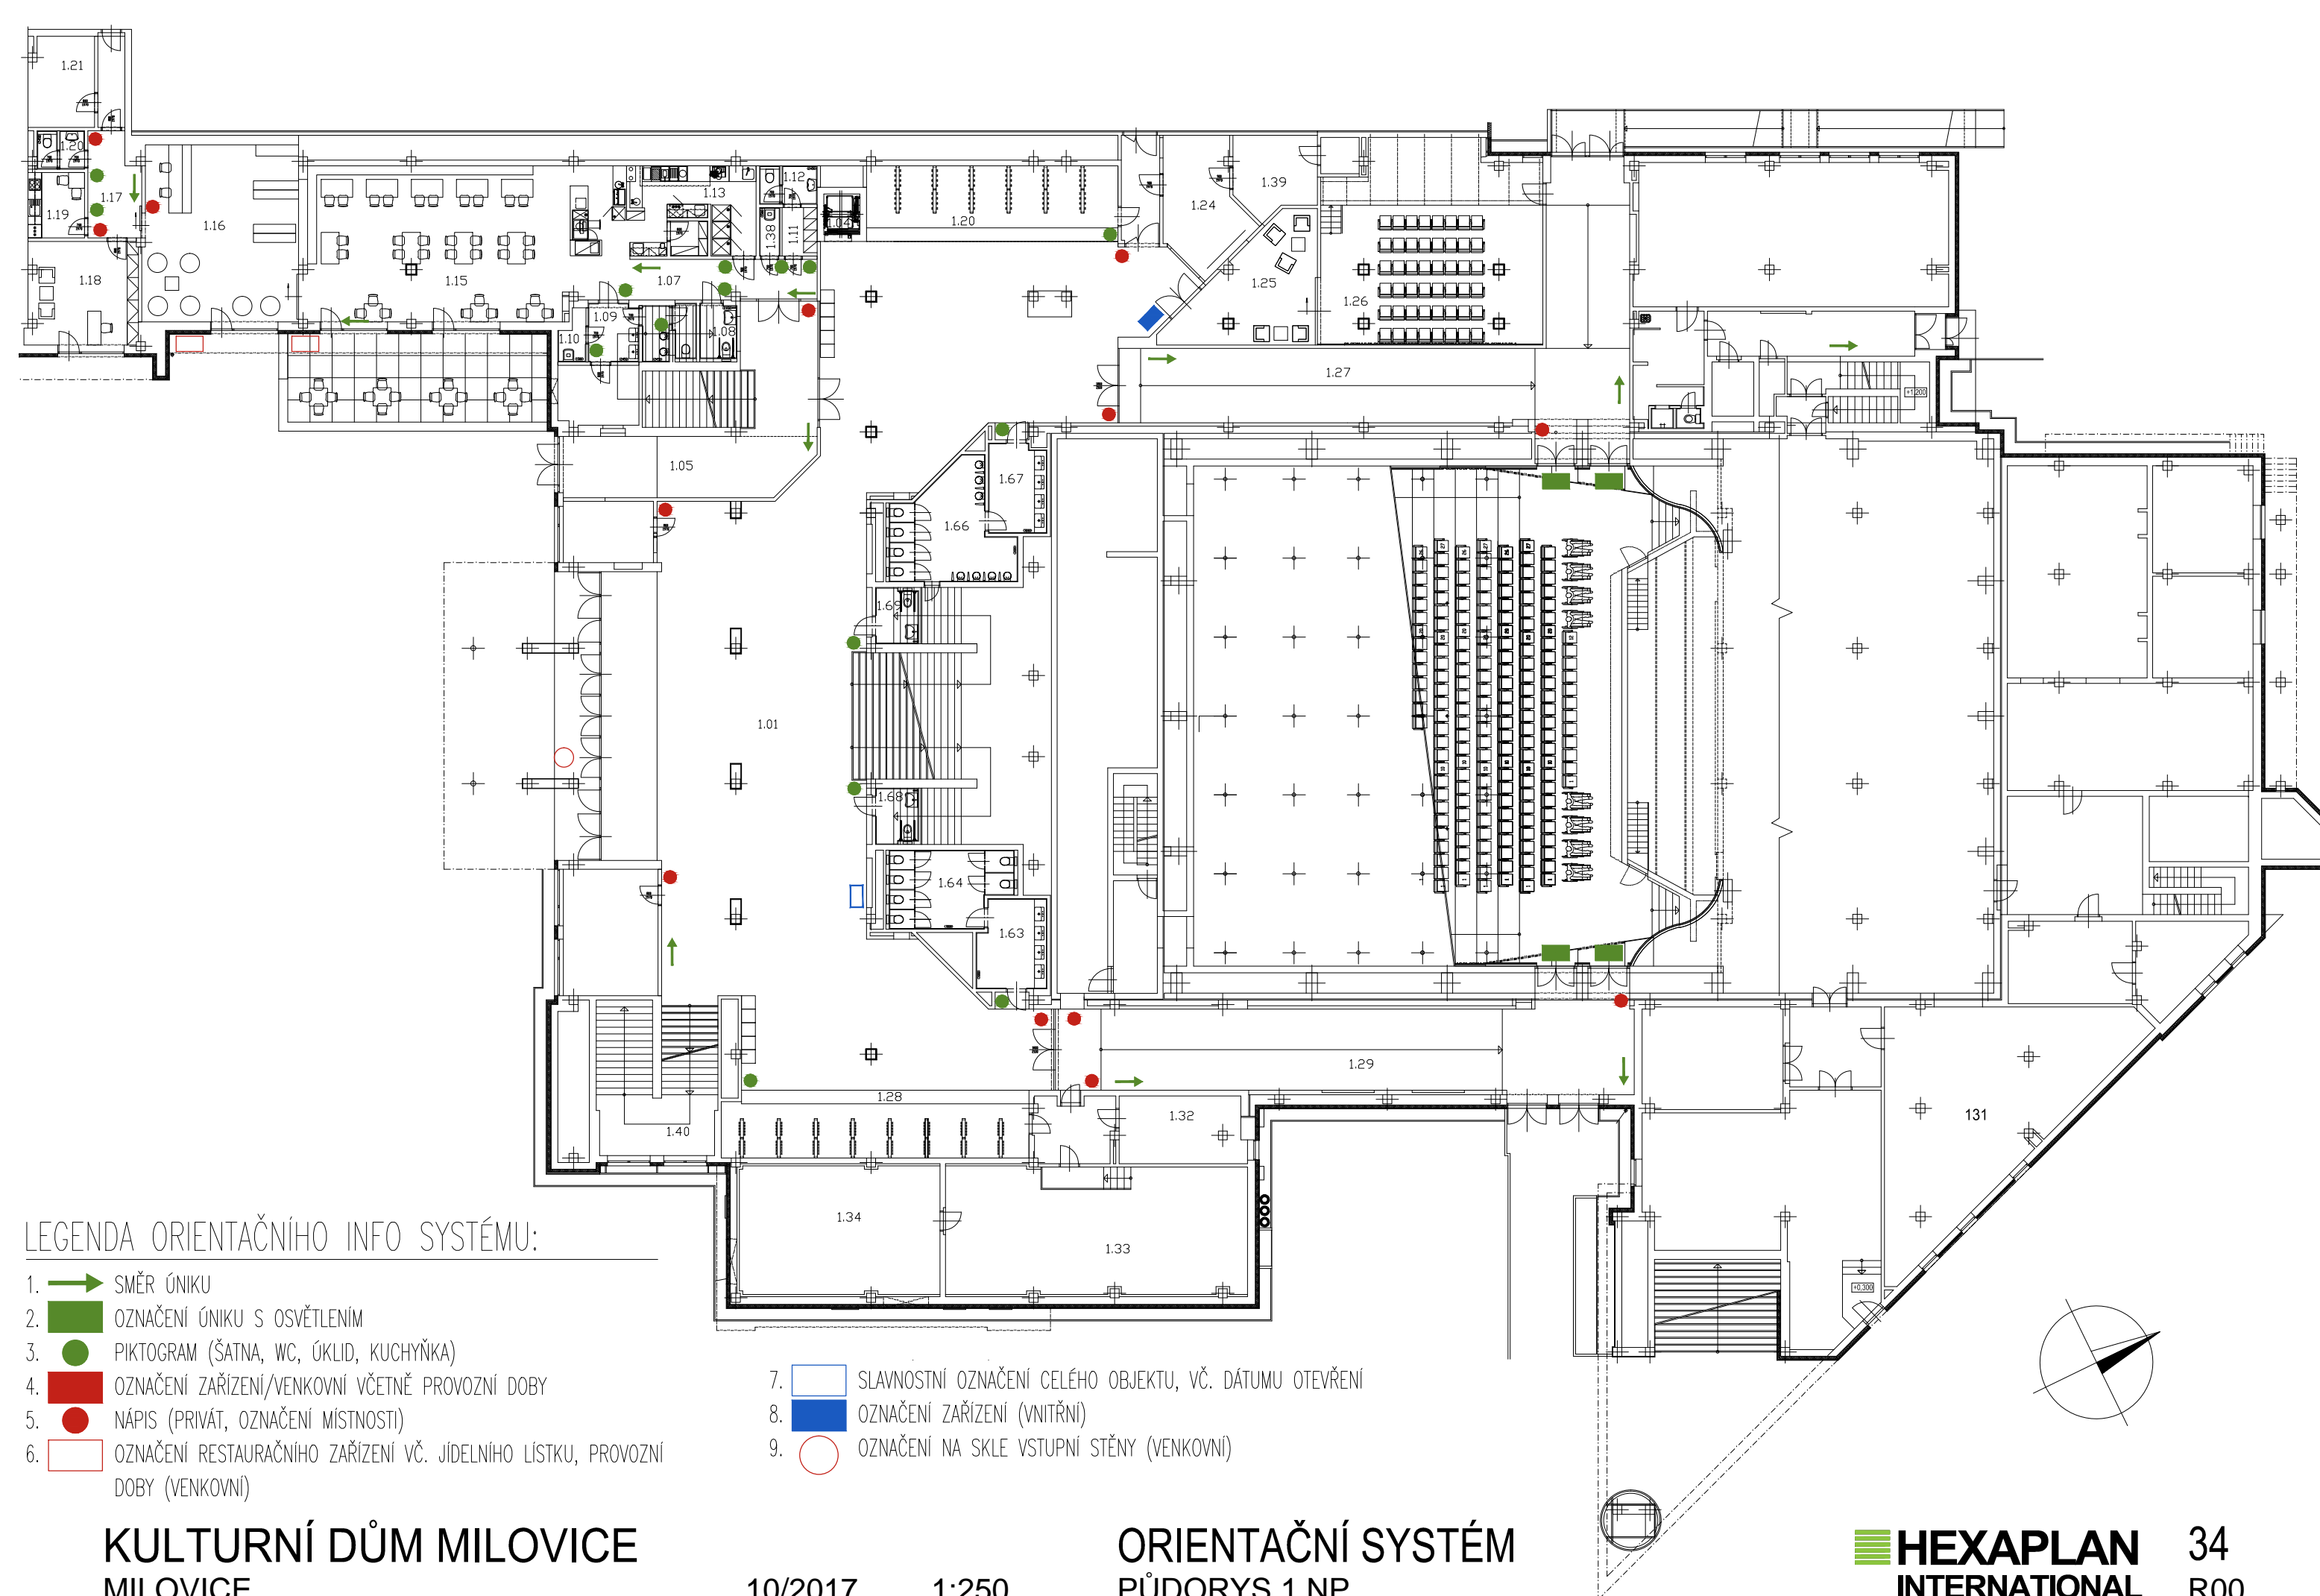 1.21
1.20
1.17
1.19
1.18
1.16
1.15
1.13
1.12
1.38
1.11
1.04
1.20
1.07
1.09
1.08
1.10
1.05
1.24
1.39
1.25
1.26
1.27
+1,200
1.67
1.66
1.69
1.01
1.68
1.64
1.63
1.29
1.28
1.32
1.40
1.34
1.33
131
+0,300
LEGENDA ORIENTAČNÍHO INFO SYSTÉMU:
1. SMĚR ÚNIKU
2. OZNAČENÍ ÚNIKU S OSVĚTLENÍM
3. PIKTOGRAM (ŠATNA, WC, ÚKLID, KUCHYŇKA)
4. OZNAČENÍ ZAŘÍZENÍ/VENKOVNÍ VČETNĚ PROVOZNÍ DOBY
5. NÁPIS (PRIVÁT, OZNAČENÍ MÍSTNOSTI)
6. OZNAČENÍ RESTAURAČNÍHO ZAŘÍZENÍ VČ. JÍDELNÍHO LÍSTKU, PROVOZNÍ
DOBY (VENKOVNÍ)
7. SLAVNOSTNÍ OZNAČENÍ CELÉHO OBJEKTU, VČ. DÁTUMU OTEVŘENÍ
8. OZNAČENÍ ZAŘÍZENÍ (VNITŘNÍ)
9. OZNAČENÍ NA SKLE VSTUPNÍ STĚNY (VENKOVNÍ)
KULTURNÍ DŮM MILOVICE
MILOVICE
10/2017
1:250
ORIENTAČNÍ SYSTÉM
PŮDORYS 1.NP
HEXAPLAN
INTERNATIONAL
34
R00